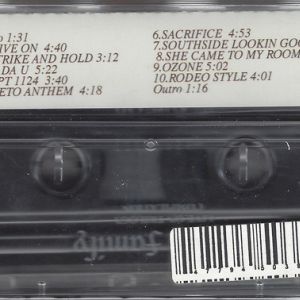 o 1:31
IVE ON 4:40
TRIKE AND HOLD 3:12
DA U 5:22
PT 1124 3:40
ETO ANTHEM 4:18
6.SACRIFICE 4:53
7.SOUTHSIDE LOOKIN GOO
8.SHE CAME TO MY ROOM
9.OZONE 5:02
10.RODEO STYLE 4:01
Outro 1:16
Family